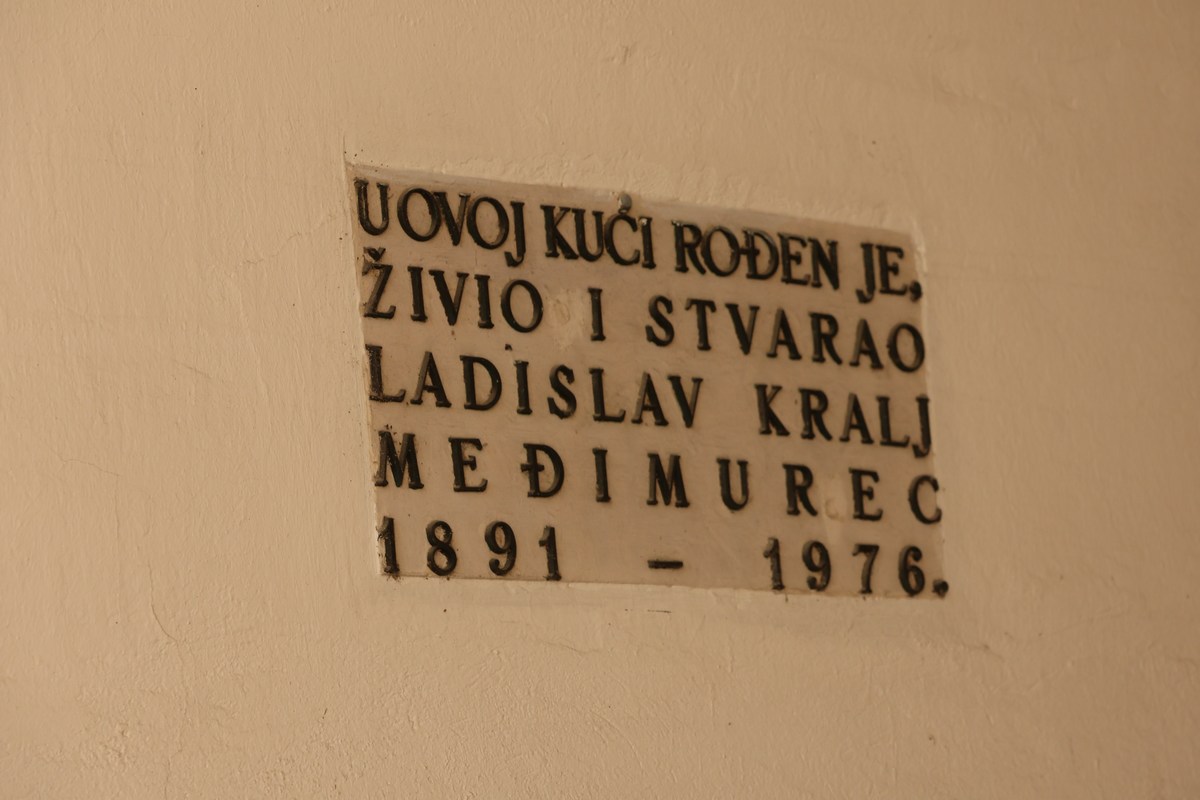 U OVOJ KUĆI ROĐEN JE,
ŽIVIO I STVARAO
LADISLAV KRALJ
MEĐIMUREC
1891 – 1976.